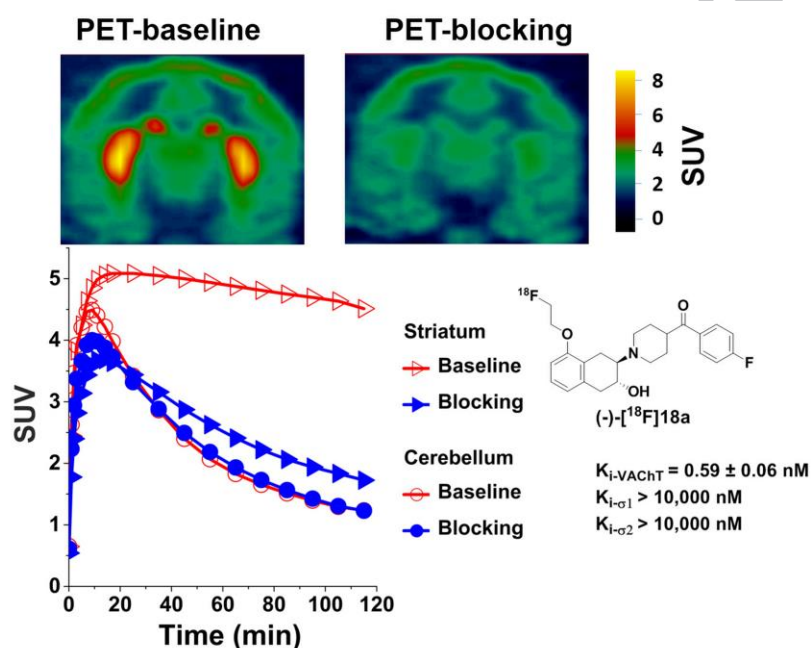 PET-baseline
PET-blocking
8
6
4
2
0
SUV
5
4
3
2
1
0
0 20 40 60 80 100 120
SUV
Time (min)
Striatum
Baseline
Blocking
Cerebellum
Baseline
Blocking
¹⁸F
O
N
OH
O
F
(-)-[¹⁸F]18a
Ki-VAChT = 0.59 ± 0.06 nM
Ki-σ1 > 10,000 nM
Ki-σ2 > 10,000 nM